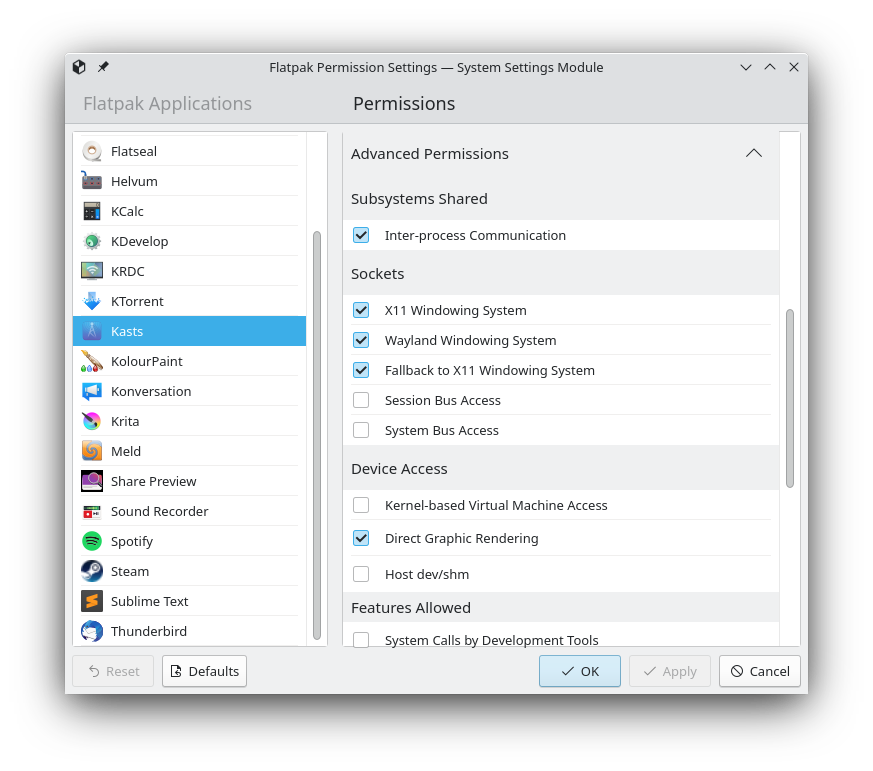 Flatpak Permission Settings — System Settings Module
Flatpak Applications
Permissions
Flatseal
Helvum
KCalc
KDevelop
KRDC
KTorrent
Kasts
KolourPaint
Konversation
Krita
Meld
Share Preview
Sound Recorder
Spotify
Steam
Sublime Text
Thunderbird
Advanced Permissions
Subsystems Shared
Inter-process Communication
Sockets
X11 Windowing System
Wayland Windowing System
Fallback to X11 Windowing System
Session Bus Access
System Bus Access
Device Access
Kernel-based Virtual Machine Access
Direct Graphic Rendering
Host dev/shm
Features Allowed
System Calls by Development Tools
Reset
Defaults
OK
Apply
Cancel